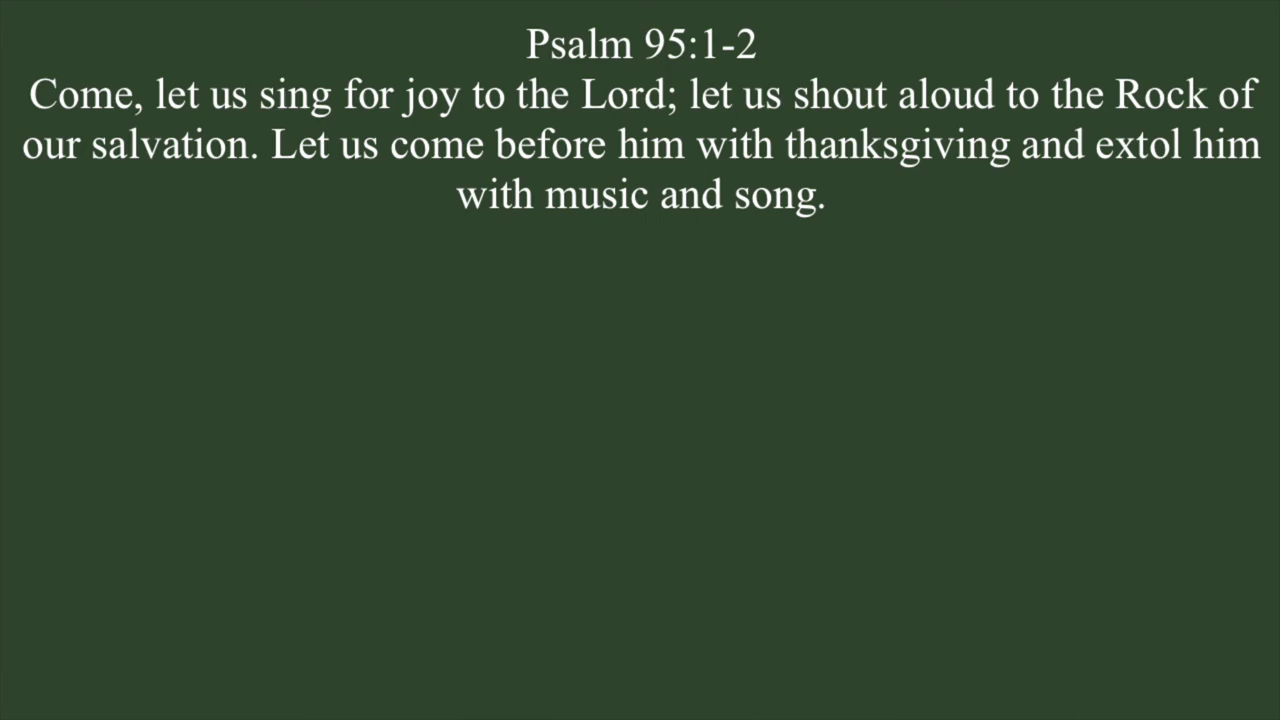 Psalm 95:1-2
Come, let us sing for joy to the Lord; let us shout aloud to the Rock of
our salvation. Let us come before him with thanksgiving and extol him
with music and song.